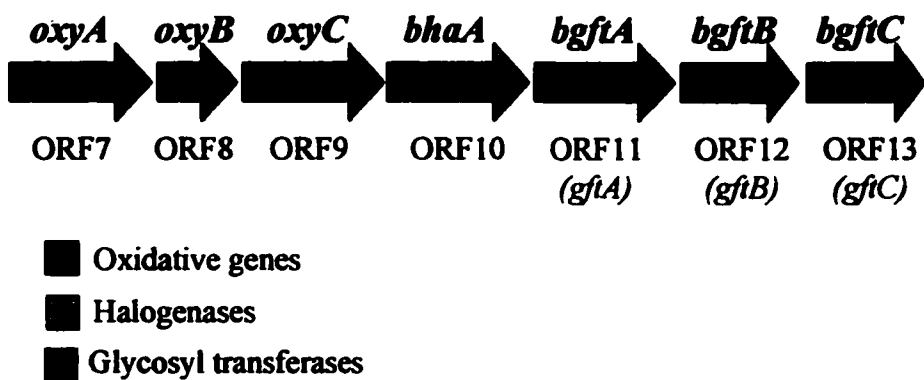 oxyA oxyB oxyC bhaA bgftA bgftB bgftC
ORF7 ORF8 ORF9 ORF10 ORF11 ORF12 ORF13
(gftA) (gftB) (gftC)
Oxidative genes
Halogenases
Glycosyl transferases